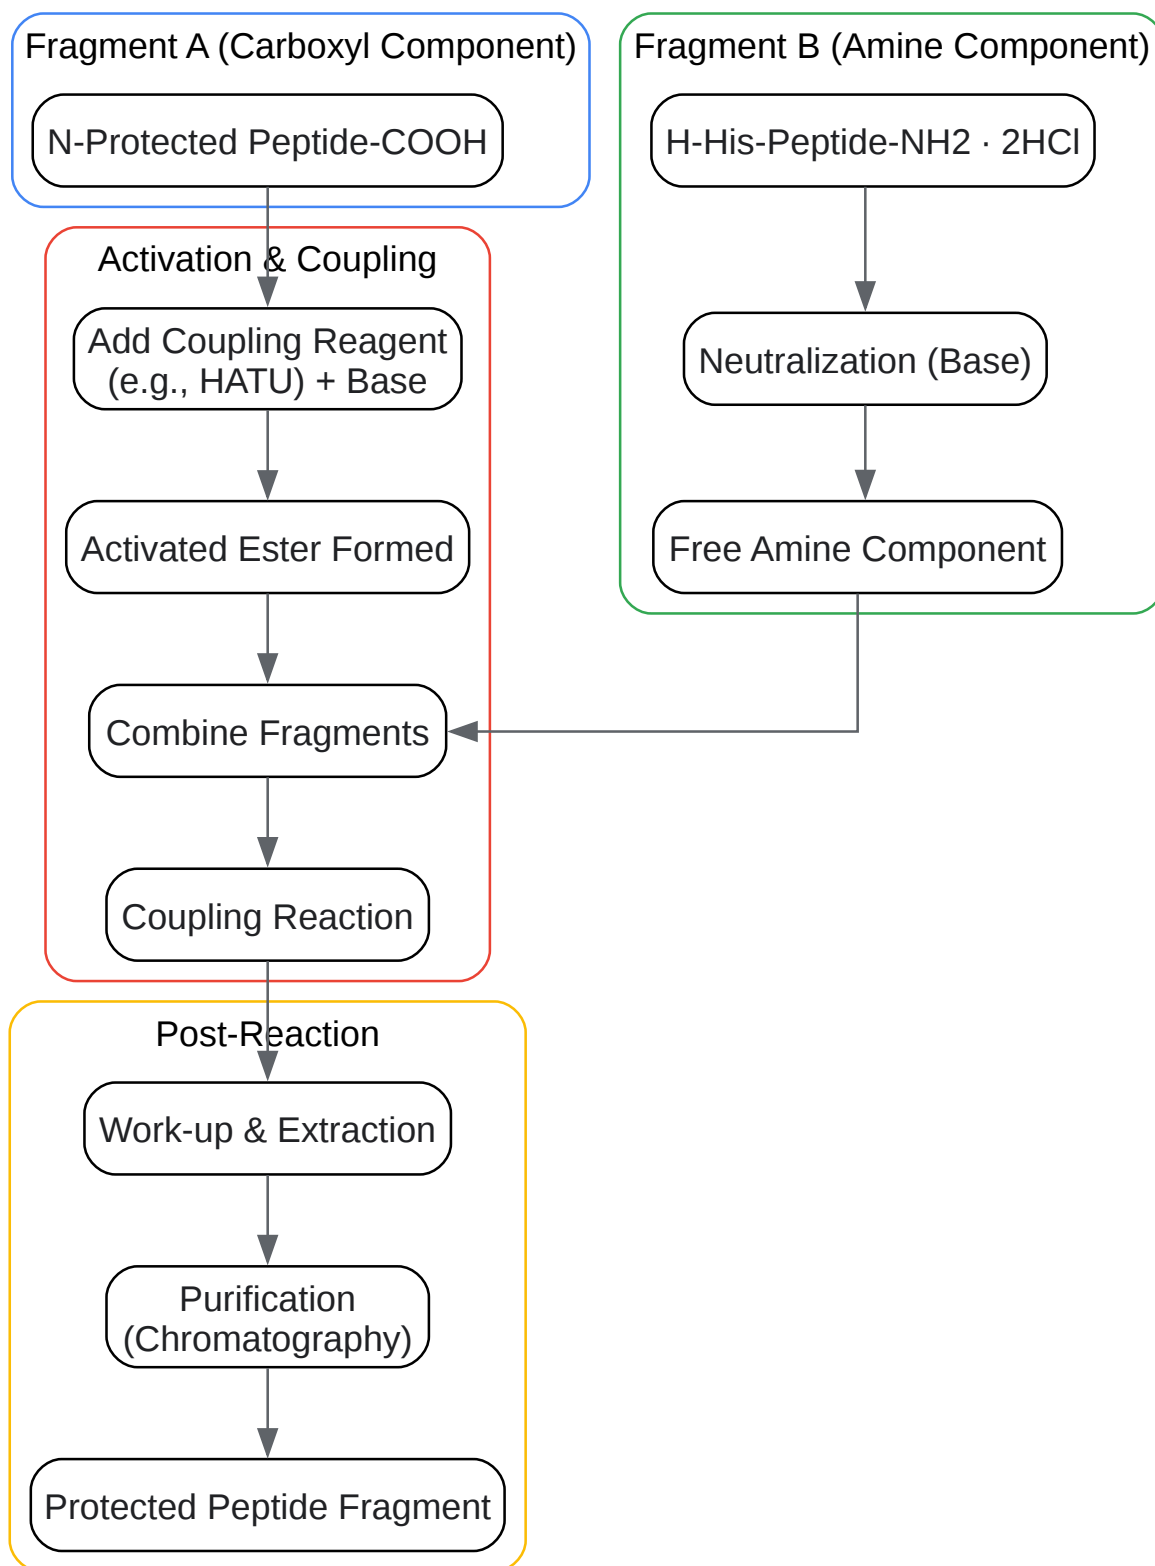 Fragment A (Carboxyl Component)
N-Protected Peptide-COOH
Fragment B (Amine Component)
H-His-Peptide-NH2 · 2HCl
Neutralization (Base)
Free Amine Component
Activation & Coupling
Add Coupling Reagent
(e.g., HATU) + Base
Activated Ester Formed
Combine Fragments
Coupling Reaction
Post-Reaction
Work-up & Extraction
Purification
(Chromatography)
Protected Peptide Fragment